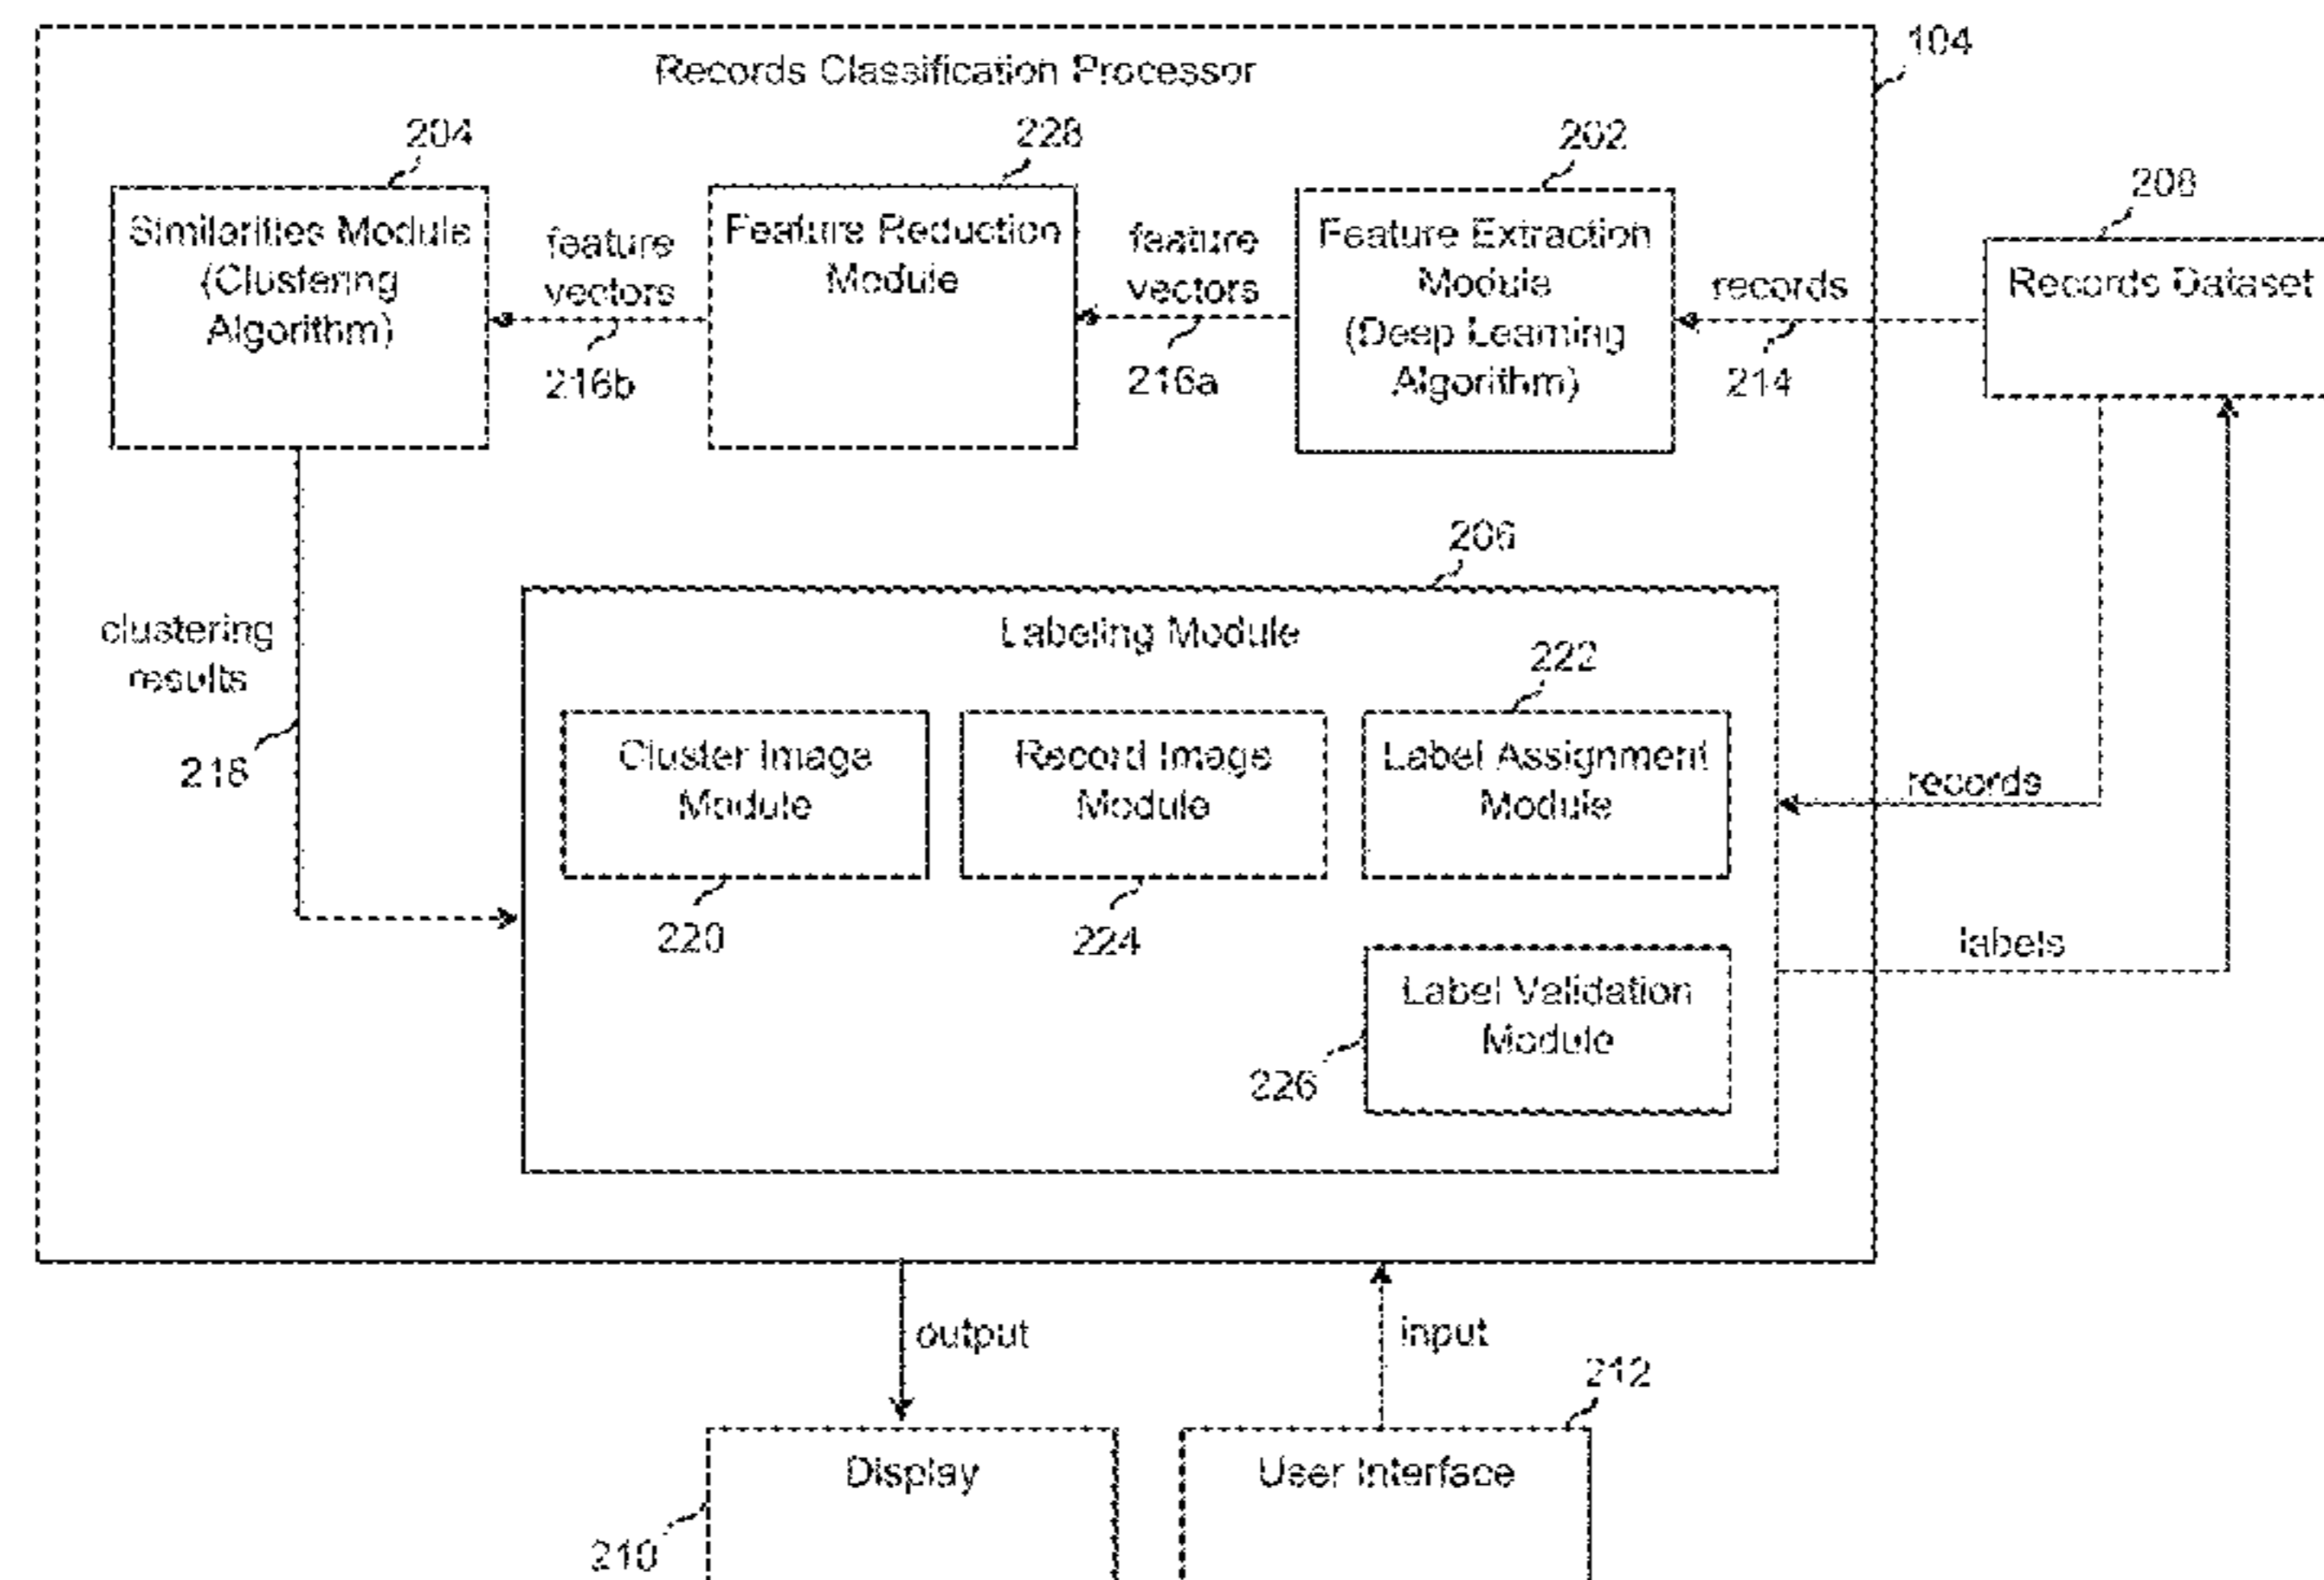 104
Records Classification Processor
204
228
202
208
Similarities Module
(Clustering
Algorithm)
feature
vectors
216b
Feature Reduction
Module
feature
vectors
216a
Feature Extraction
Module
(Deep Learning
Algorithm)
records
214
Records Dataset
206
clustering
results
218
Labeling Module
222
Cluster Image
Module
220
Record Image
Module
224
Label Assignment
Module
records
labels
Label Validation
Module
226
output
input
212
Display
210
User Interface